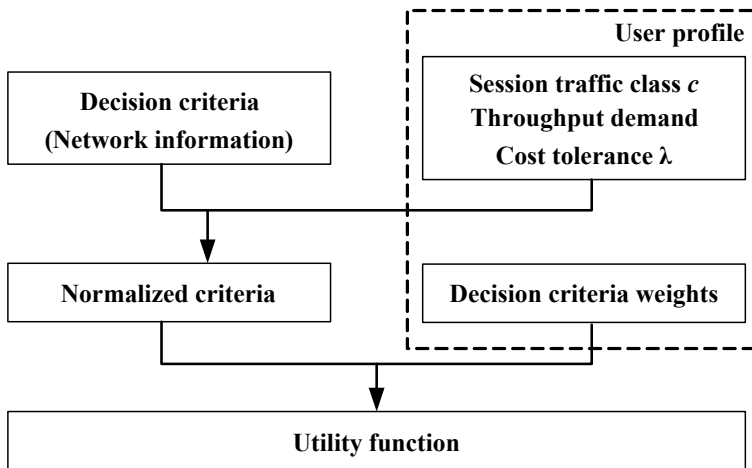 User profile
Decision criteria
(Network information)
Session traffic class c
Throughput demand
Cost tolerance λ
Normalized criteria
Decision criteria weights
Utility function